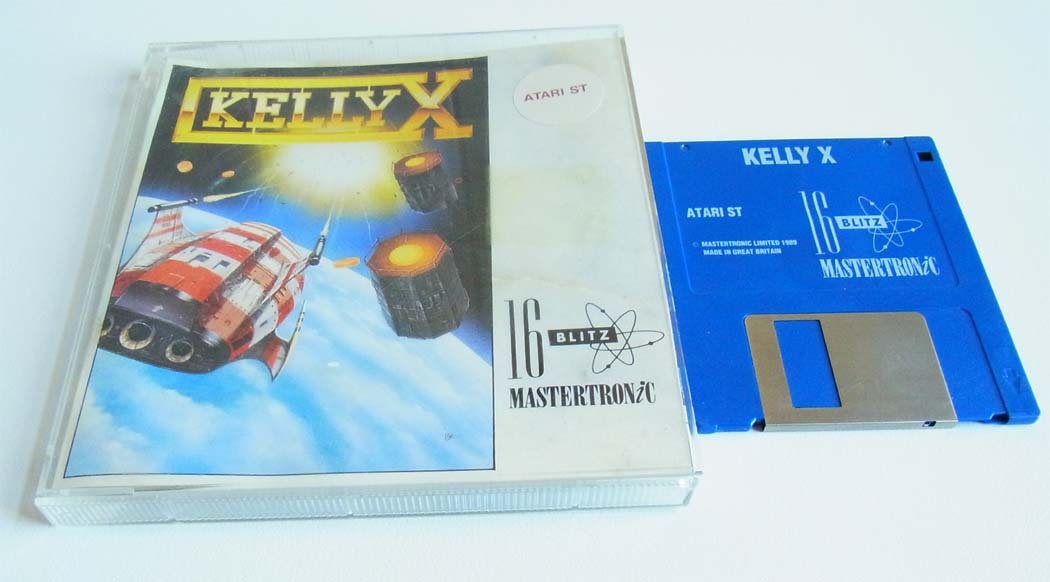 KELLY X
ATARI ST
16 BLITZ
MASTERTRONiC
KELLY X
ATARI ST
© MASTERTRONIC LIMITED 1989
MADE IN GREAT BRITAIN
16 BLITZ
MASTERTRONiC